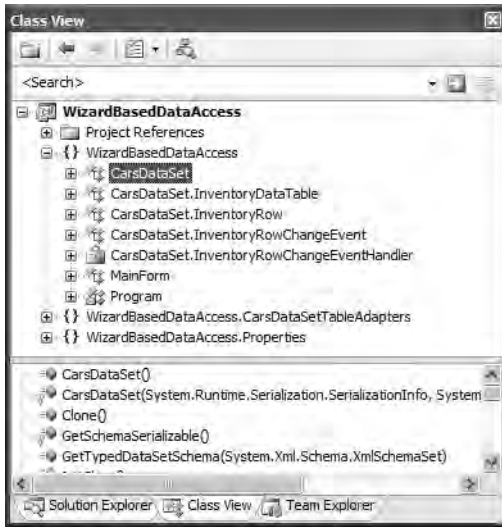 Class View
<Search>
WizardBasedDataAccess
Project References
{} WizardBasedDataAccess
CarsDataSet
CarsDataSet.InventoryDataTable
CarsDataSet.InventoryRow
CarsDataSet.InventoryRowChangeEvent
CarsDataSet.InventoryRowChangeEventHandler
MainForm
Program
{} WizardBasedDataAccess.CarsDataSetTableAdapters
{} WizardBasedDataAccess.Properties
CarsDataSet()
CarsDataSet(System.Runtime.Serialization.SerializationInfo, System
Clone()
GetSchemaSerializable()
GetTypedDataSetSchema(System.Xml.Schema.XmlSchemaSet)
Solution Explorer Class View Team Explorer